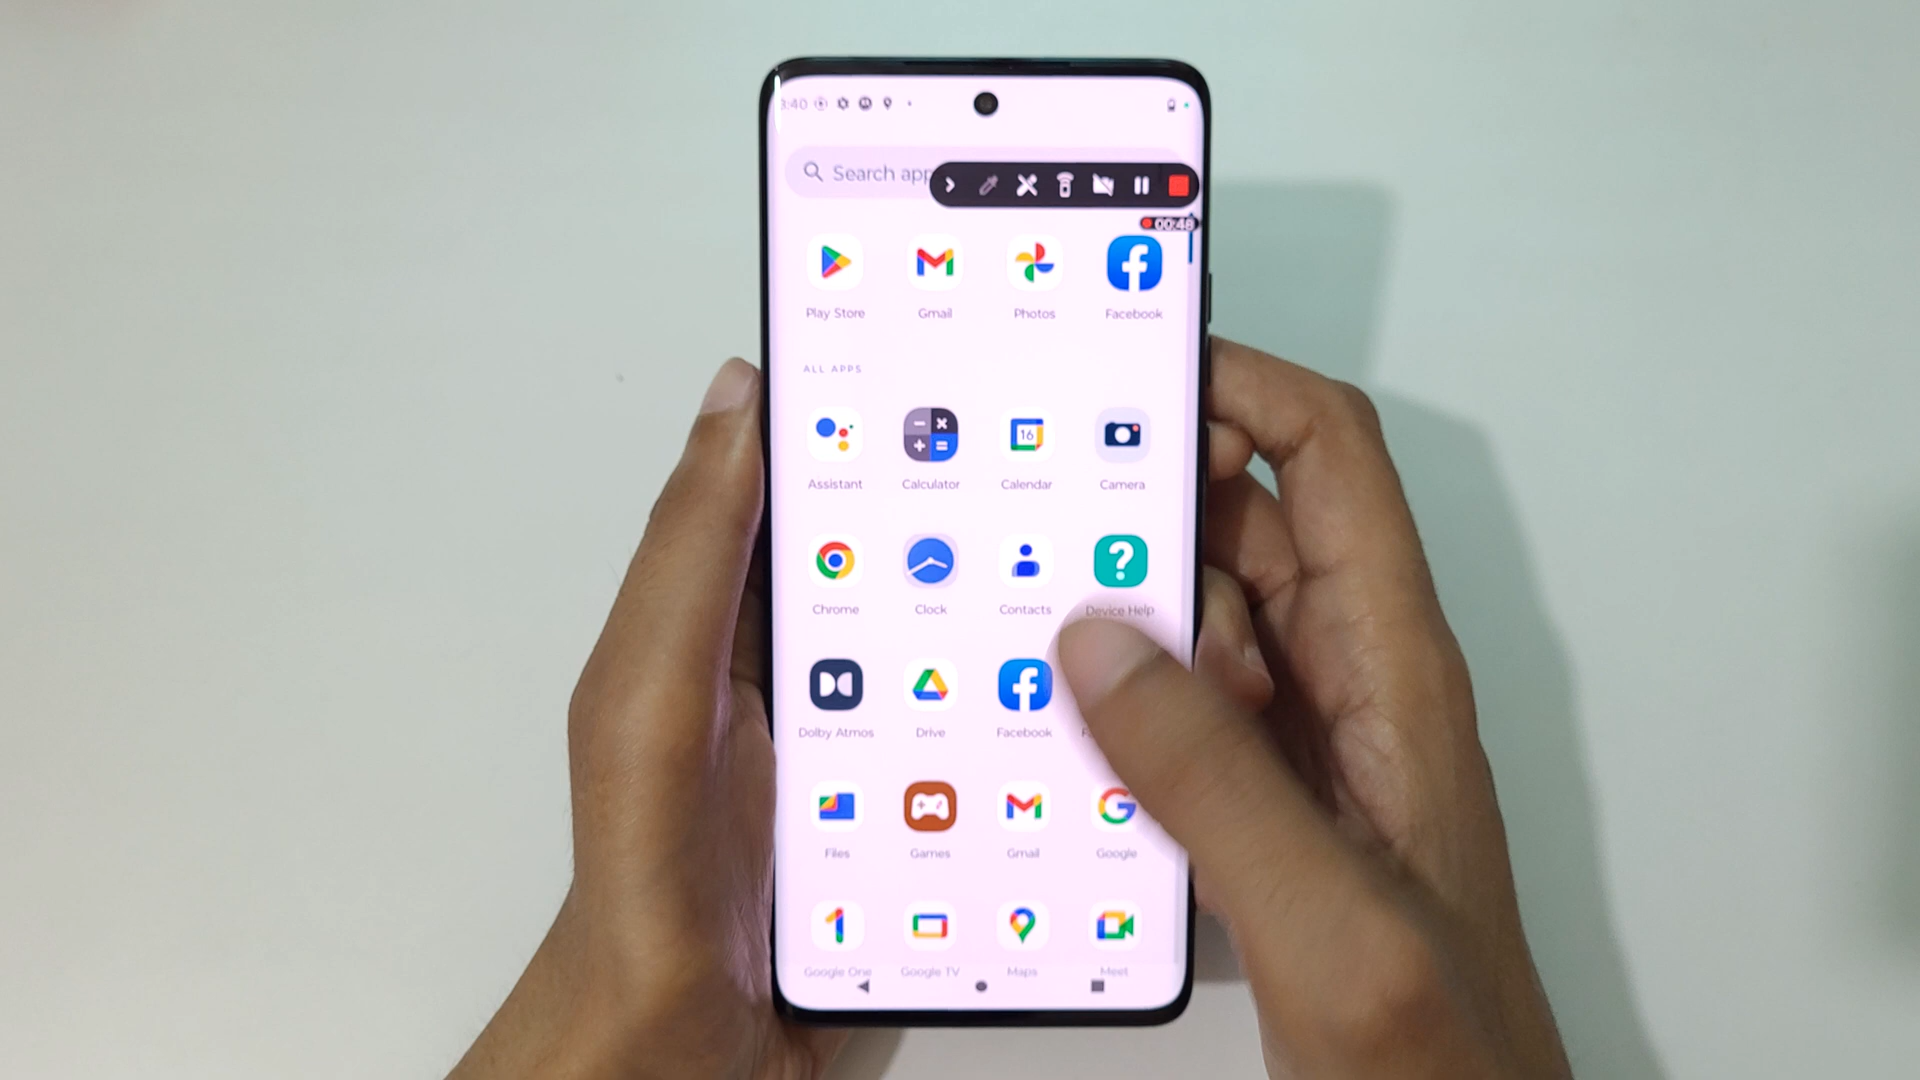 3:40
Search app
00:48
Play Store Gmail Photos Facebook
ALL APPS
16
Assistant Calculator Calendar Camera
Chrome Clock Contacts Device Help
Dolby Atmos Drive Facebook
Files Games Gmail Google
Google One Google TV Maps Meet